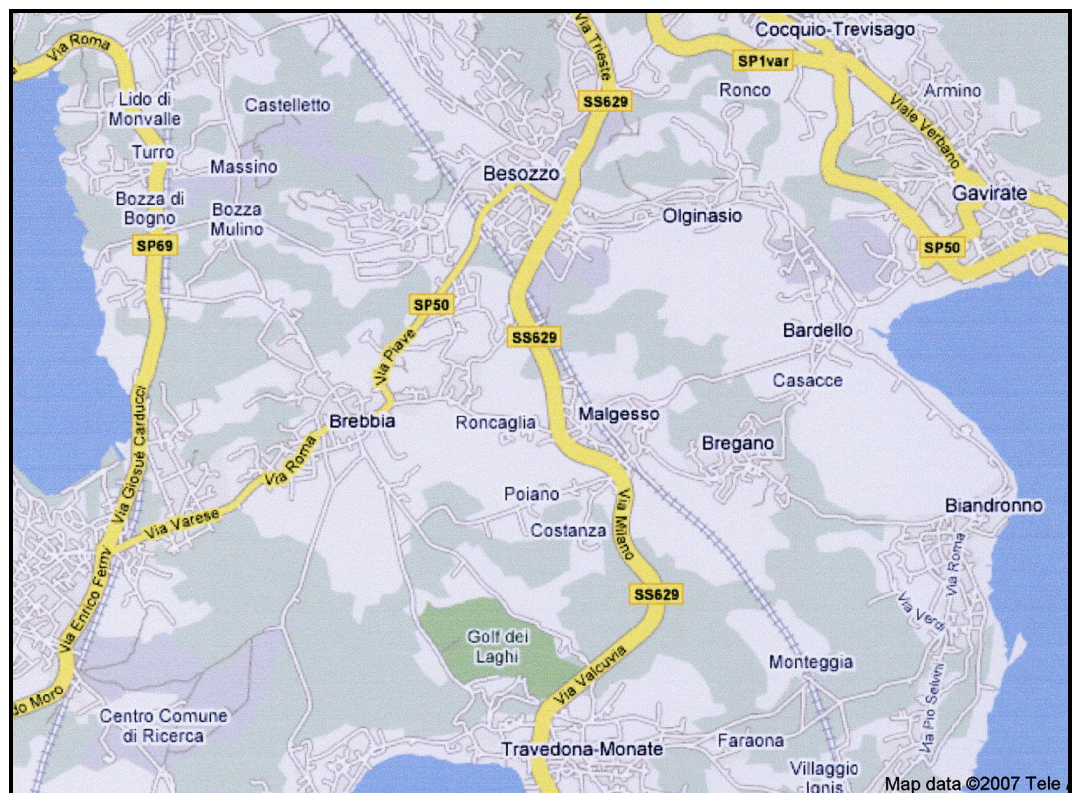 Via Trieste
Cocquio-Trevisago
Via Roma
SP1var
Ronco
Armino
SS629
Lido di
Monvalle
Castelletto
Viale Verbano
Turro
Massino
Besozzo
Gavirate
Bozza di
Bogno
Bozza
Mulino
Olginasio
SP69
SP50
SP50
SS629
Bardello
Via Piave
Casacce
Via Giosuè Carducci
Brebbia
Roncaglia
Malgesso
Bregano
Via Roma
Poiano
Biandronno
Via Varese
Costanza
Via Milano
Via Roma
Via Enrico Fermi
SS629
Via Verdi
Golf dei
Laghi
Monteggia
Via Valcuvia
do Moro
Centro Comune
di Ricerca
Via Pio Selvini
Travedona-Monate
Faraona
Villaggio
Ignis
Map data ©2007 Tele